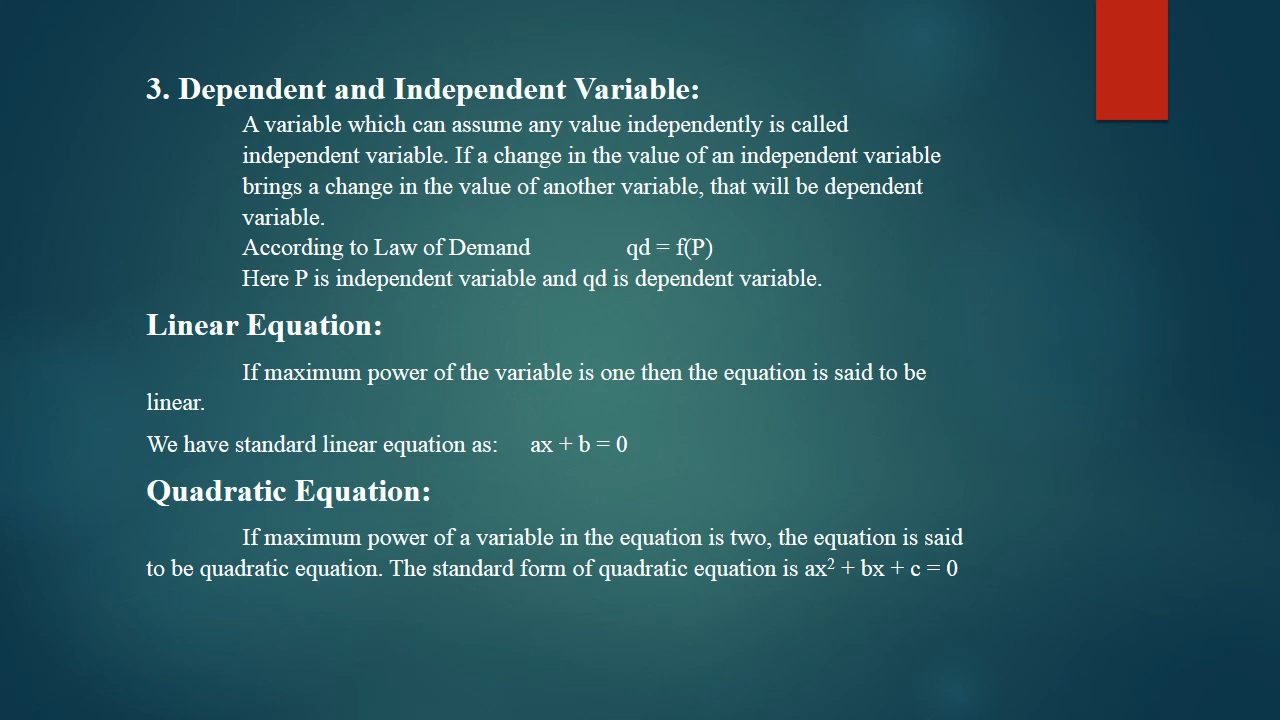 3. Dependent and Independent Variable:
A variable which can assume any value independently is called
independent variable. If a change in the value of an independent variable
brings a change in the value of another variable, that will be dependent
variable.
According to Law of Demand qd = f(P)
Here P is independent variable and qd is dependent variable.
Linear Equation:
If maximum power of the variable is one then the equation is said to be
linear.
We have standard linear equation as: ax + b = 0
Quadratic Equation:
If maximum power of a variable in the equation is two, the equation is said
to be quadratic equation. The standard form of quadratic equation is ax² + bx + c = 0